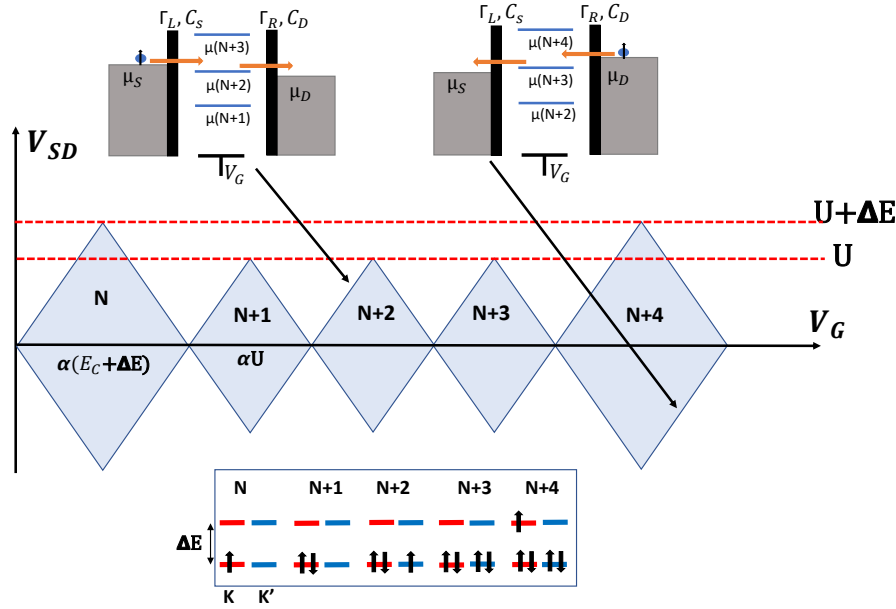 Γ_L, C_s
Γ_R, C_D
μ(N+3)
μ_S
μ(N+2)
μ_D
μ(N+1)
V_G
Γ_L, C_s
Γ_R, C_D
μ(N+4)
μ_S
μ(N+3)
μ_D
μ(N+2)
V_G
V_SD
U+ΔE
U
N
N+1
N+2
N+3
N+4
V_G
α(E_C+ΔE)
αU
N N+1 N+2 N+3 N+4
ΔE
K K'